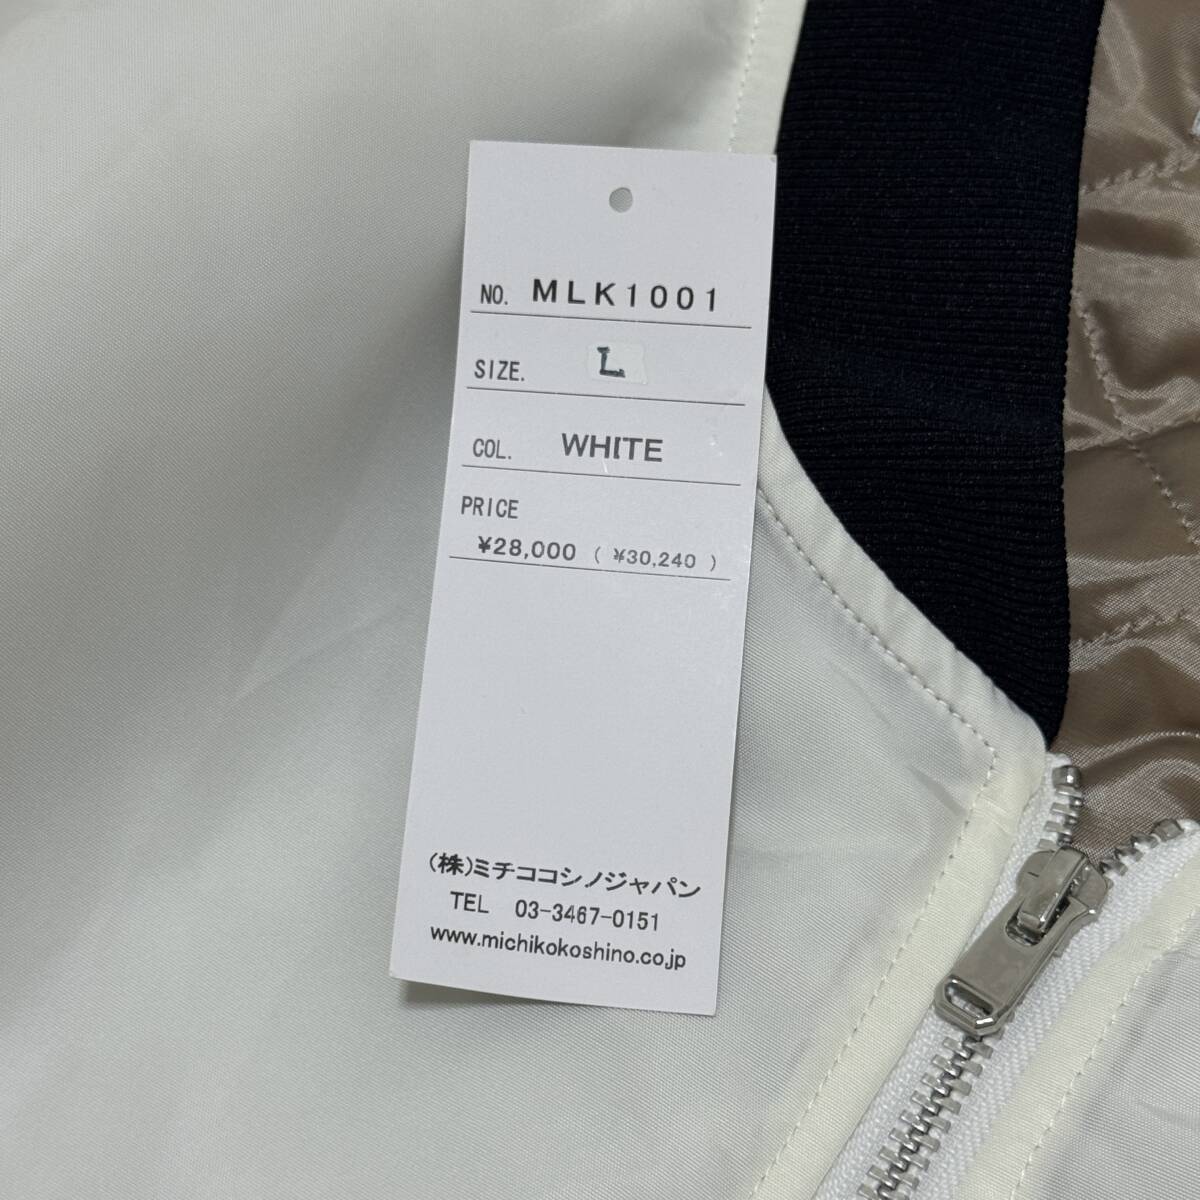 NO. MLK1001
SIZE. L
COL. WHITE
PRICE
¥28,000 ( ¥30,240 )
(株)ミチココシノジャパン
TEL 03-3467-0151
www.michikokoshino.co.jp